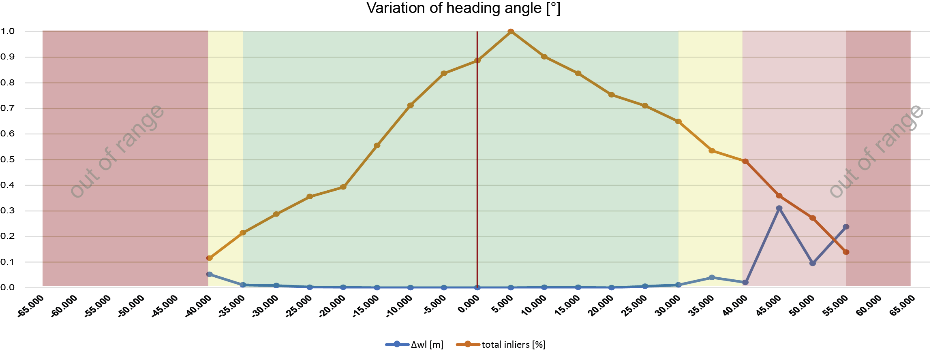 Variation of heading angle [°]
1.0
0.9
0.8
0.7
0.6
0.5
0.4
0.3
0.2
0.1
0.0
out of range
out of range
-65.000 -60.000 -55.000 -50.000 -45.000 -40.000 -35.000 -30.000 -25.000 -20.000 -15.000 -10.000 -5.000 0.000 5.000 10.000 15.000 20.000 25.000 30.000 35.000 40.000 45.000 50.000 55.000 60.000 65.000
Δwl [m] total inliers [%]